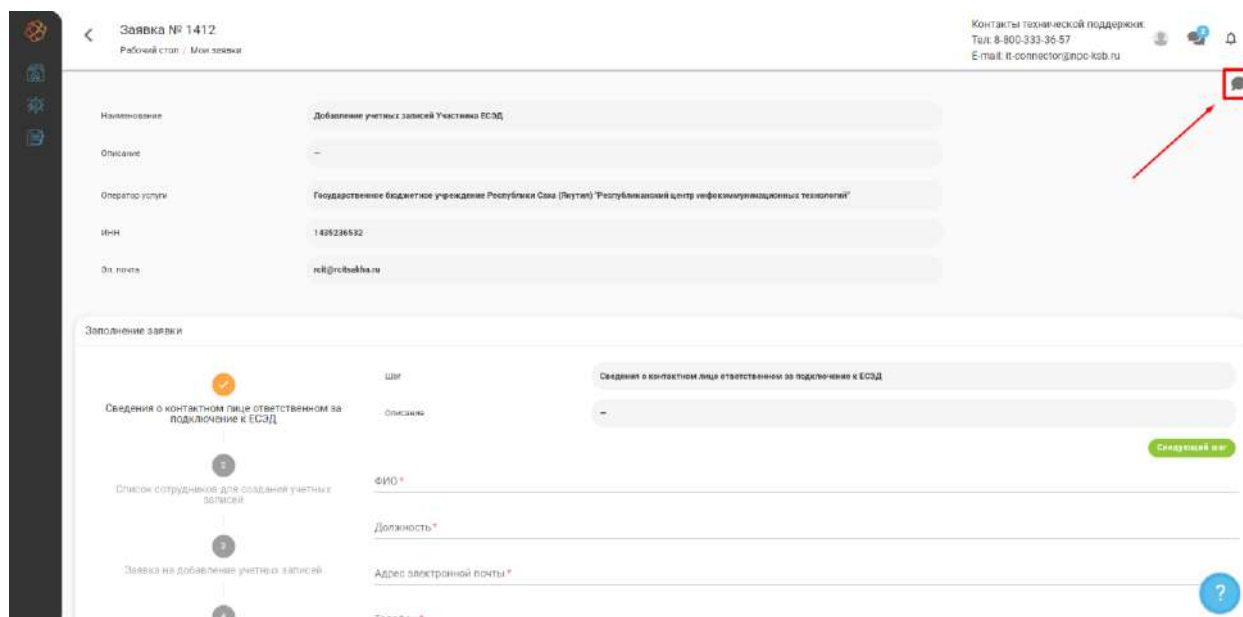 Заявка № 1412
Рабочий стол / Мои заявки
Контакты технической поддержки:
Тел: 8-800-333-36-57
E-mail: it-connector@npc-ksb.ru
Наименование
Добавление учетных записей Участника ЕСЭД
Описание
—
Оператор услуги
Государственное бюджетное учреждение Республики Саха (Якутия) "Республиканский центр инфокоммуникационных технологий"
ИНН
1435236532
Эл. почта
rcit@rcitsakha.ru
Заполнение заявки
Сведения о контактном лице ответственном за
подключение к ЕСЭД
Шаг
Сведения о контактном лице ответственном за подключение к ЕСЭД
Описание
—
Следующий шаг
2
Список сотрудников для создания учетных
записей
ФИО *
Должность *
3
Заявка на добавление учетных записей
Адрес электронной почты *
?